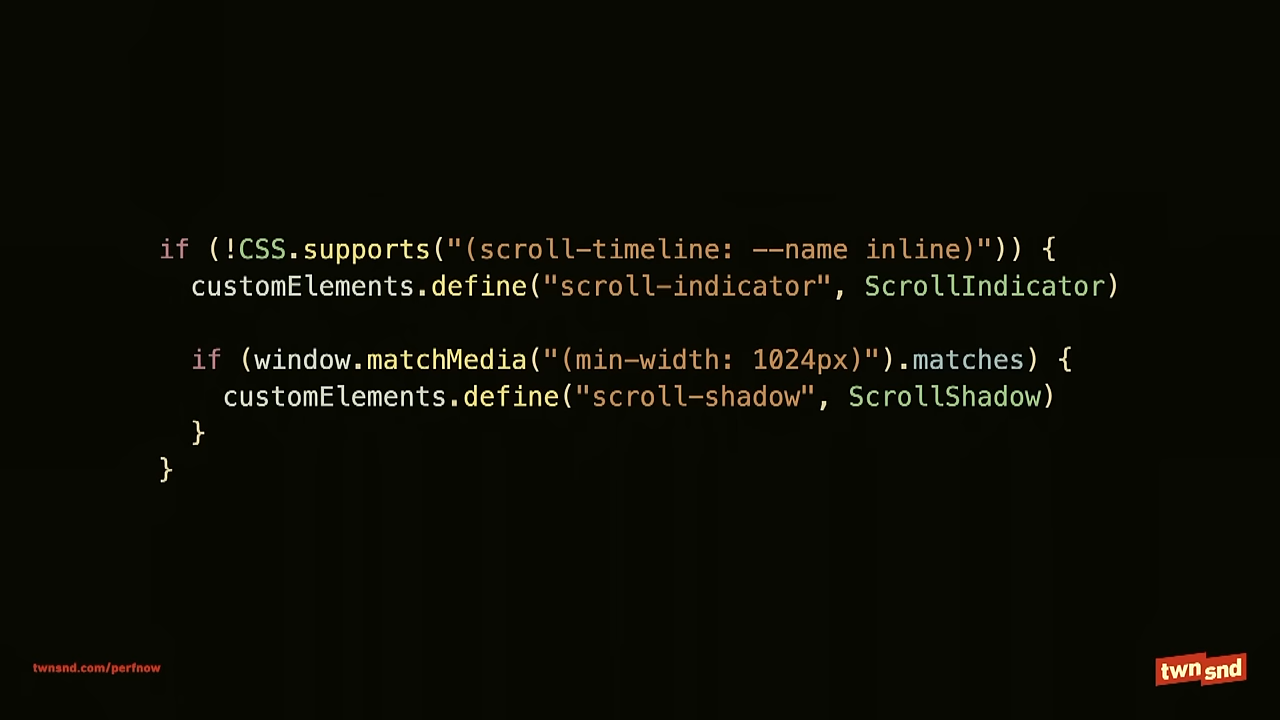 if (!CSS.supports("(scroll-timeline: --name inline)")) {
  customElements.define("scroll-indicator", ScrollIndicator)

  if (window.matchMedia("(min-width: 1024px)").matches) {
    customElements.define("scroll-shadow", ScrollShadow)
  }
}
twnsnd.com/perfnow
twn snd